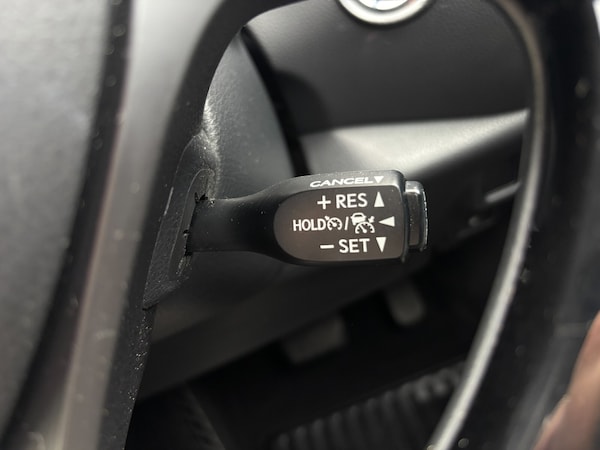 CANCEL▼
+ RES ▲
HOLD / ◀
− SET ▼